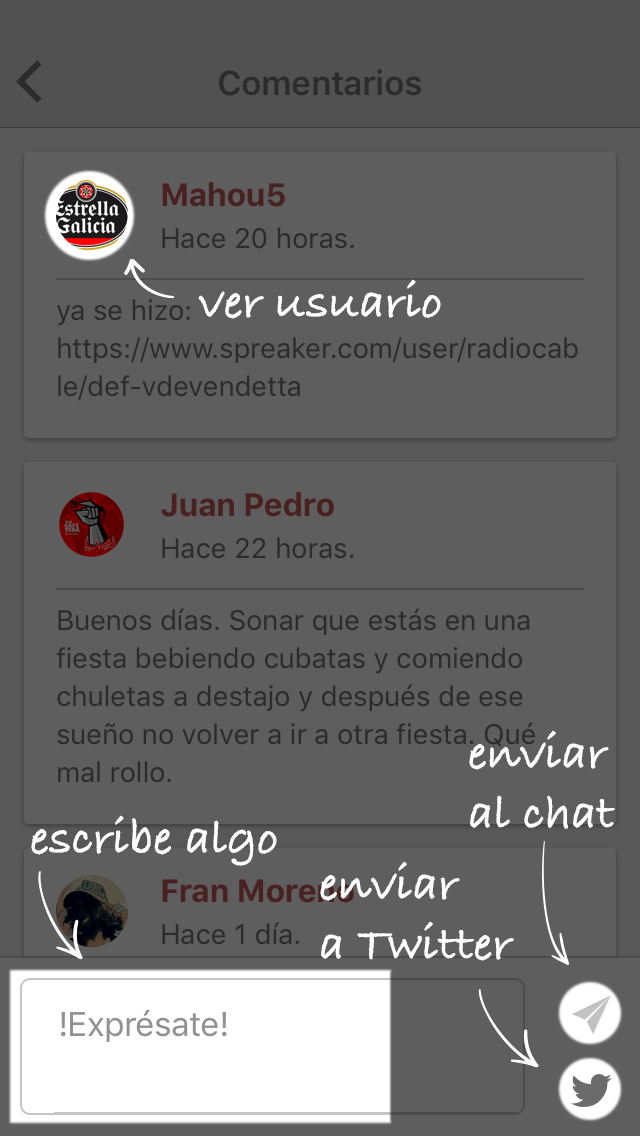 Comentarios
Estrella
Galicia
Mahou5
Hace 20 horas.
ver usuario
ya se hizo:
https://www.spreaker.com/user/radiocab
le/def-vdevendetta
Juan Pedro
Hace 22 horas.
Buenos días. Sonar que estás en una
fiesta bebiendo cubatas y comiendo
chuletas a destajo y después de ese
sueño no volver a ir a otra fiesta. Qué
mal rollo.
enviar
al chat
escribe algo
Fran Moreno
Hace 1 día.
enviar
a Twitter
!Exprésate!